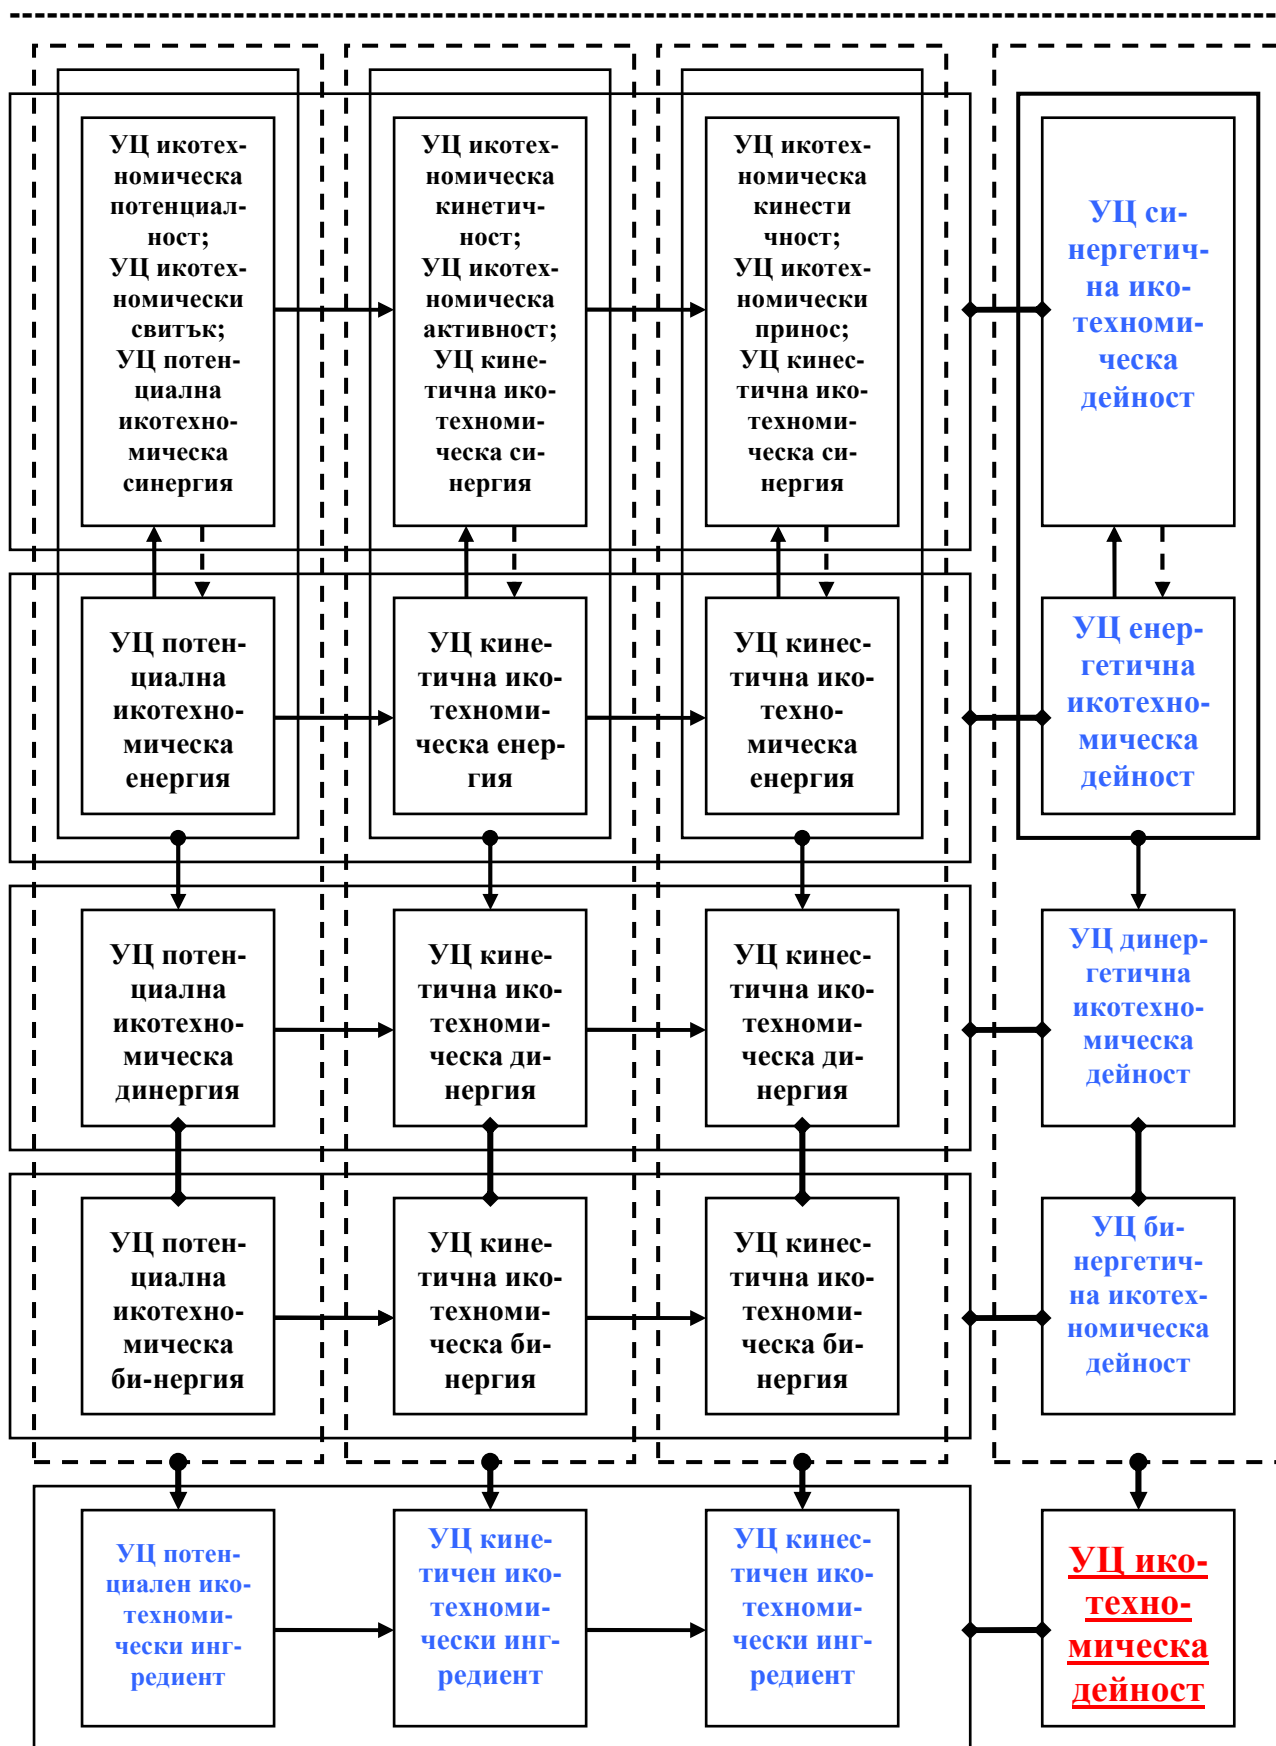 УЦ икотех-
номическа
потенциал-
ност;
УЦ икотех-
номически
свитък;
УЦ потен-
циална
икотехно-
мическа
синергия
УЦ икотех-
номическа
кинетич-
ност;
УЦ икотех-
номическа
активност;
УЦ кине-
тична ико-
техноми-
ческа си-
нергия
УЦ икотех-
номическа
кинести
чност;
УЦ икотех-
номически
принос;
УЦ кинес-
тична ико-
техноми-
ческа си-
нергия
УЦ си-
нергетич-
на ико-
техноми-
ческа
дейност
УЦ потен-
циална
икотехно-
мическа
енергия
УЦ кине-
тична ико-
техноми-
ческа енер-
гия
УЦ кинес-
тична ико-
техно-
мическа
енергия
УЦ енер-
гетична
икотехно-
мическа
дейност
УЦ потен-
циална
икотехно-
мическа
динергия
УЦ кине-
тична ико-
техноми-
ческа ди-
нергия
УЦ кинес-
тична ико-
техноми-
ческа ди-
нергия
УЦ динер-
гетична
икотехно-
мическа
дейност
УЦ потен-
циална
икотехно-
мическа
би-нергия
УЦ кине-
тична ико-
техноми-
ческа би-
нергия
УЦ кинес-
тична ико-
техноми-
ческа би-
нергия
УЦ би-
нергетич-
на икотех-
номическа
дейност
УЦ потен-
циален ико-
техноми-
чески инг-
редиент
УЦ кине-
тичен ико-
техноми-
чески инг-
редиент
УЦ кинес-
тичен ико-
техноми-
чески инг-
редиент
УЦ ико-
техно-
мическа
дейност